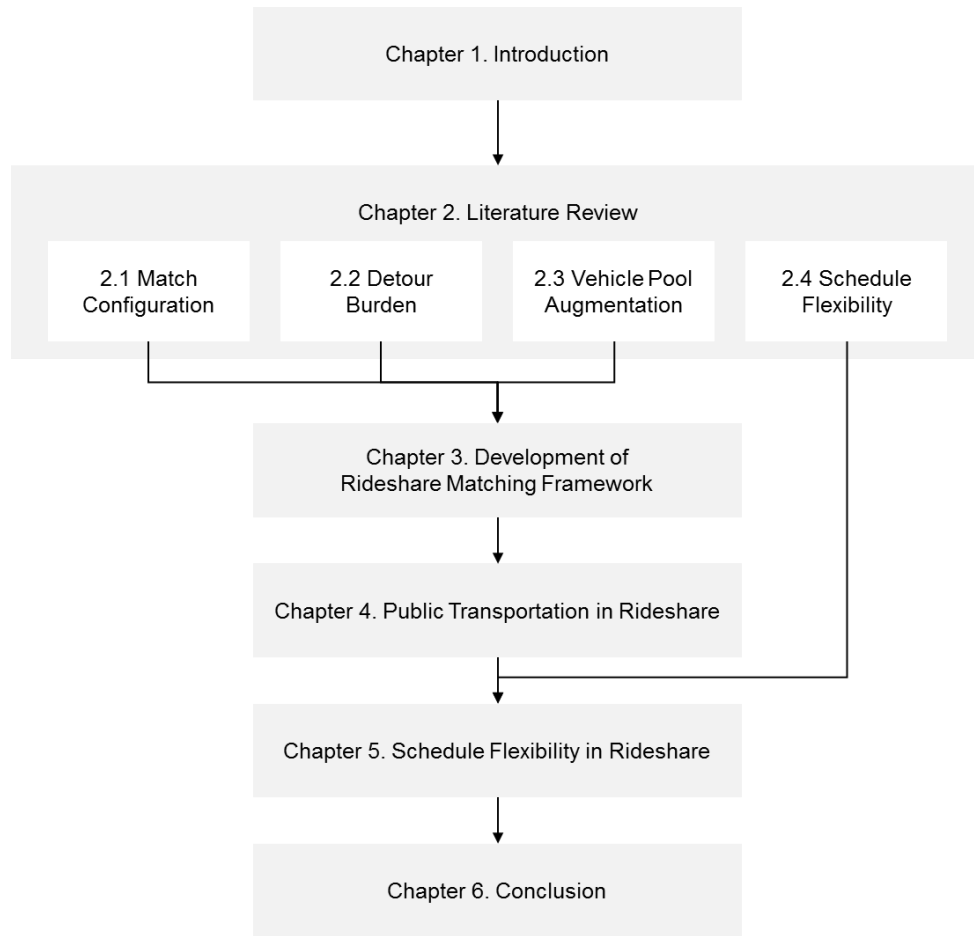 Chapter 1. Introduction
Chapter 2. Literature Review
2.1 Match
Configuration
2.2 Detour
Burden
2.3 Vehicle Pool
Augmentation
2.4 Schedule
Flexibility
Chapter 3. Development of
Rideshare Matching Framework
Chapter 4. Public Transportation in Rideshare
Chapter 5. Schedule Flexibility in Rideshare
Chapter 6. Conclusion